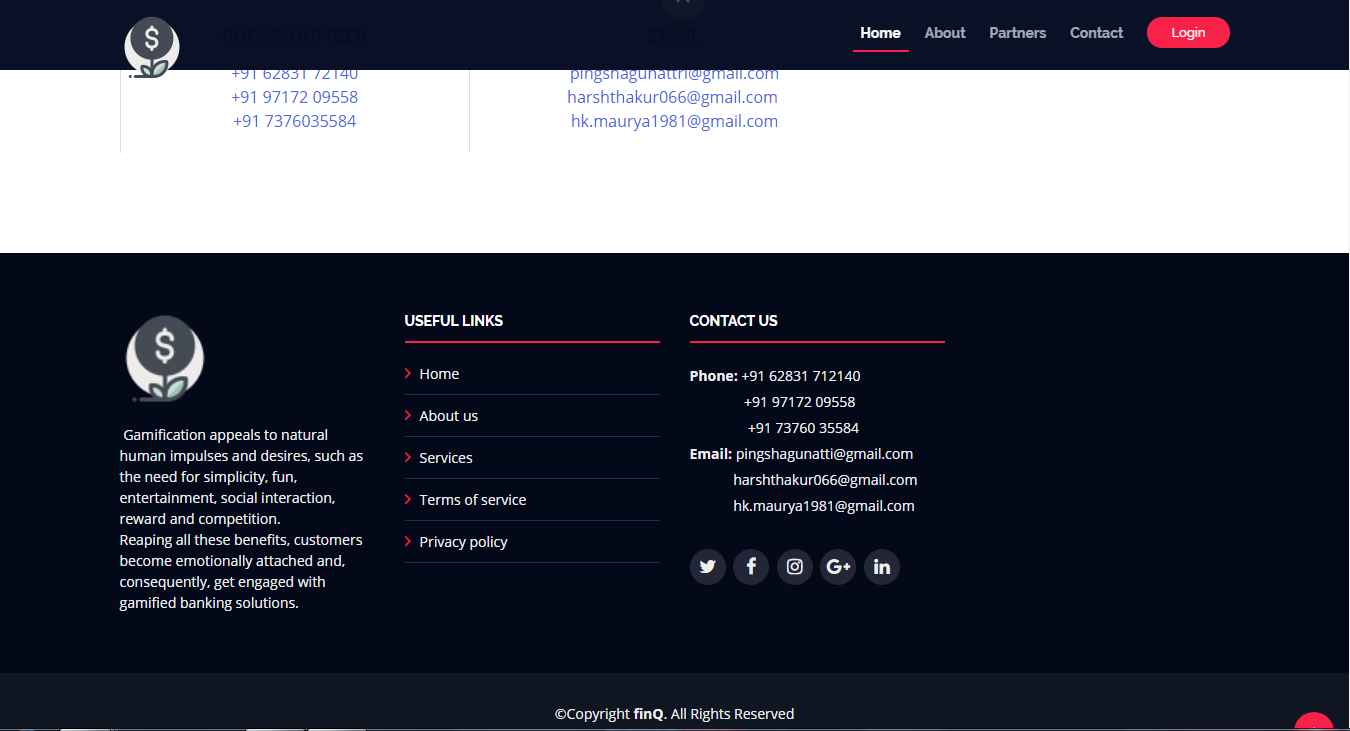 PHONE NUMBER
EMAIL
Home
About
Partners
Contact
Login
+91 62831 72140
pingshagunattri@gmail.com
+91 97172 09558
harshthakur066@gmail.com
+91 7376035584
hk.maurya1981@gmail.com
Gamification appeals to natural
human impulses and desires, such as
the need for simplicity, fun,
entertainment, social interaction,
reward and competition.
Reaping all these benefits, customers
become emotionally attached and,
consequently, get engaged with
gamified banking solutions.
USEFUL LINKS
Home
About us
Services
Terms of service
Privacy policy
CONTACT US
Phone: +91 62831 712140
+91 97172 09558
+91 73760 35584
Email: pingshagunatti@gmail.com
harshthakur066@gmail.com
hk.maurya1981@gmail.com
©Copyright finQ. All Rights Reserved